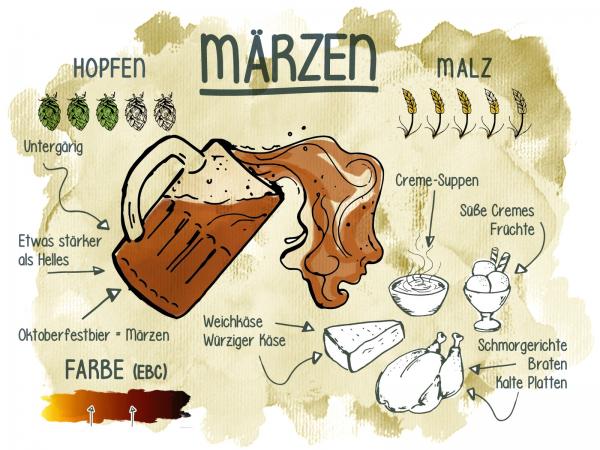 MÄRZEN
HOPFEN
MALZ
Untergärig
Etwas stärker
als Helles
Oktoberfestbier = Märzen
Creme-Suppen
Süße Cremes
Früchte
Weichkäse
Würziger Käse
Schmorgerichte
Braten
Kalte Platten
FARBE (EBC)